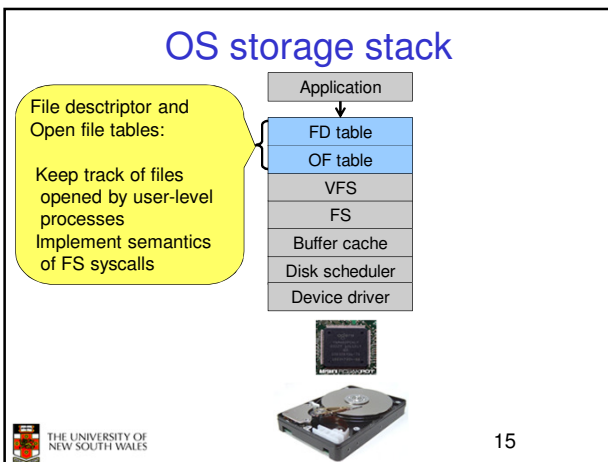 OS storage stack
Application
File desctriptor and
Open file tables:
Keep track of files
opened by user-level
processes
Implement semantics
of FS syscalls
FD table
OF table
VFS
FS
Buffer cache
Disk scheduler
Device driver
THE UNIVERSITY OF
NEW SOUTH WALES
15